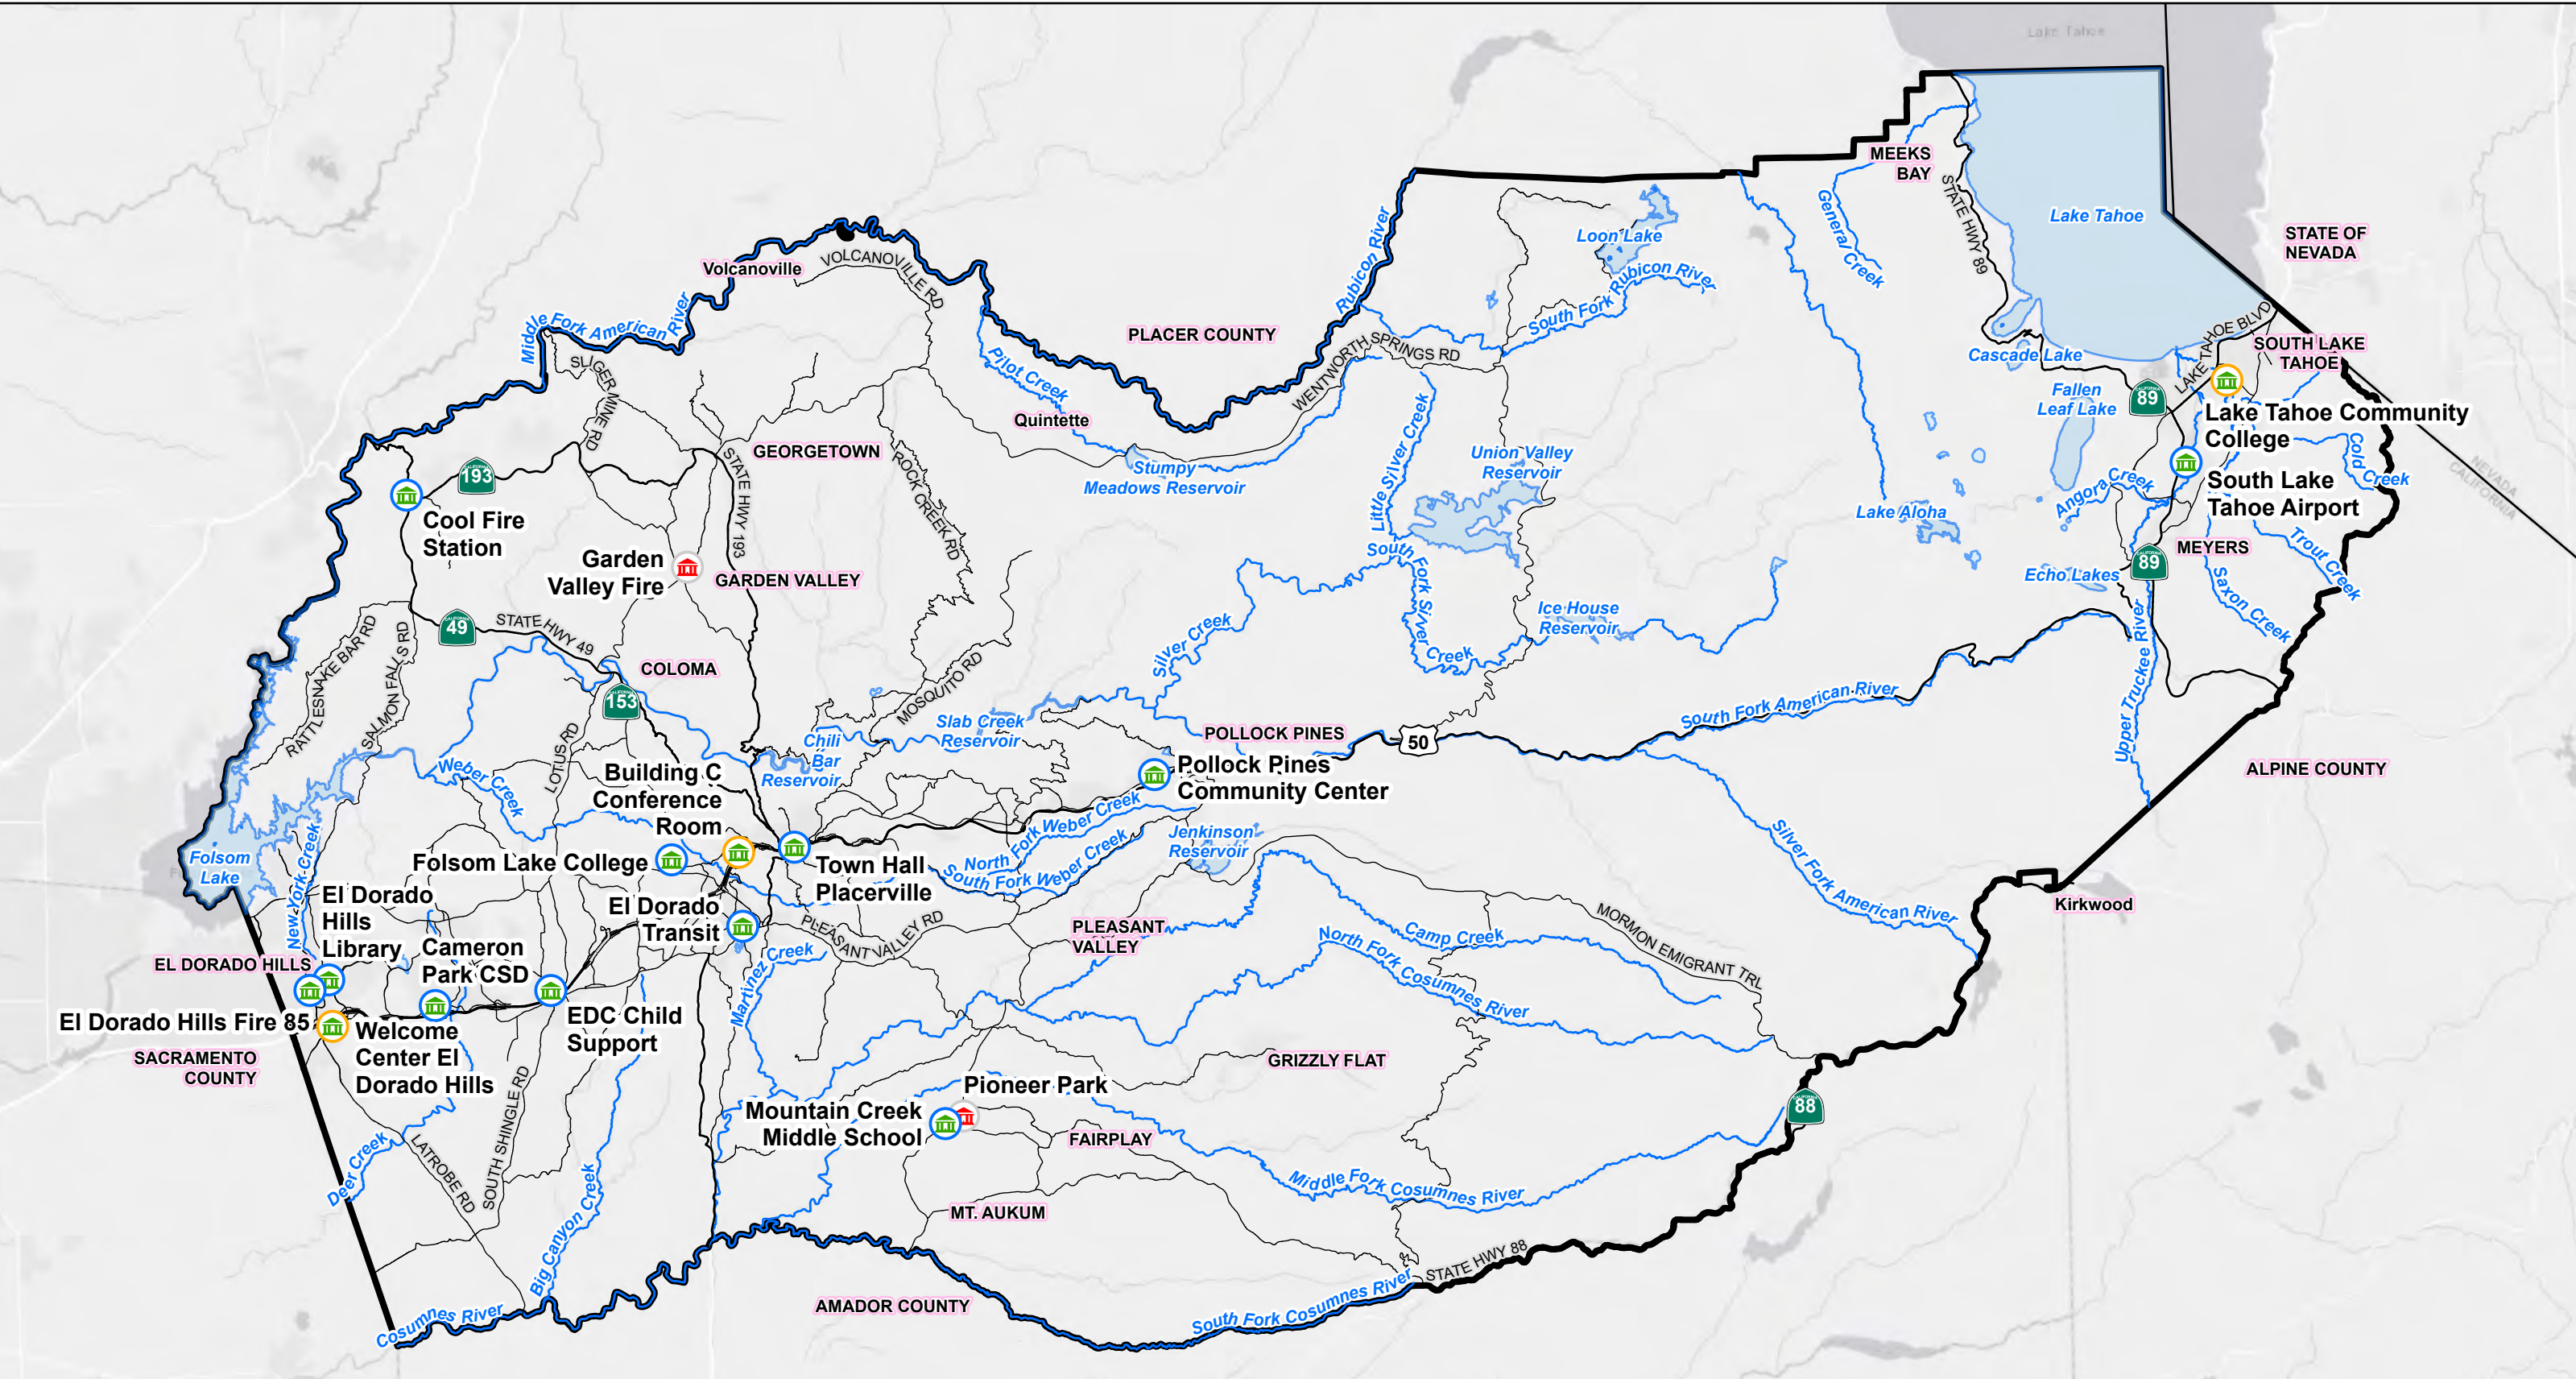 Lake Tahoe
MEEKS
BAY
STATE HWY 89
General Creek
Lake Tahoe
STATE OF
NEVADA
Loon Lake
South Fork Rubicon River
Rubicon River
Volcanoville
VOLCANOVILLE RD
Middle Fork American River
PLACER COUNTY
WENTWORTH SPRINGS RD
LAKE TAHOE BLVD
SOUTH LAKE
TAHOE
Cascade Lake
SLIGER MINE RD
Pilot Creek
Quintette
Fallen
Leaf Lake
CALIFORNIA
89
Lake Tahoe Community
College
GEORGETOWN
STATE HWY 193
ROCK CREEK RD
Stumpy
Meadows Reservoir
Little Silver Creek
Union Valley
Reservoir
Cold Creek
NEVADA
CALIFORNIA
CALIFORNIA
193
Cool Fire
Station
Angora Creek
South Lake
Tahoe Airport
Lake Aloha
Garden
Valley Fire
GARDEN VALLEY
South Fork Silver Creek
MEYERS
CALIFORNIA
89
Trout Creek
Echo Lakes
Saxon Creek
Ice House
Reservoir
CALIFORNIA
49
STATE HWY 49
RATTLESNAKE BAR RD
SALMON FALLS RD
COLOMA
CALIFORNIA
153
Silver Creek
MOSQUITO RD
Upper Truckee River
South Fork American River
Slab Creek
Reservoir
Chili
Bar
Reservoir
POLLOCK PINES
50
LOTUS RD
Weber Creek
Building C
Conference
Room
Pollock Pines
Community Center
ALPINE COUNTY
North Fork Weber Creek
South Fork Weber Creek
Jenkinson
Reservoir
Silver Fork American River
Folsom
Lake
New York Creek
Folsom Lake College
Town Hall
Placerville
El Dorado
Hills
Library
El Dorado
Transit
PLEASANT VALLEY RD
PLEASANT
VALLEY
Camp Creek
MORMON EMIGRANT TRL
Kirkwood
EL DORADO HILLS
Cameron
Park CSD
Martinez Creek
North Fork Cosumnes River
El Dorado Hills Fire 85
Welcome
Center El
Dorado Hills
EDC Child
Support
SACRAMENTO
COUNTY
GRIZZLY FLAT
Pioneer Park
Mountain Creek
Middle School
FAIRPLAY
CALIFORNIA
88
Deer Creek
LATROBE RD
SOUTH SHINGLE RD
Big Canyon Creek
Middle Fork Cosumnes River
MT. AUKUM
STATE HWY 88
Cosumnes River
AMADOR COUNTY
South Fork Cosumnes River